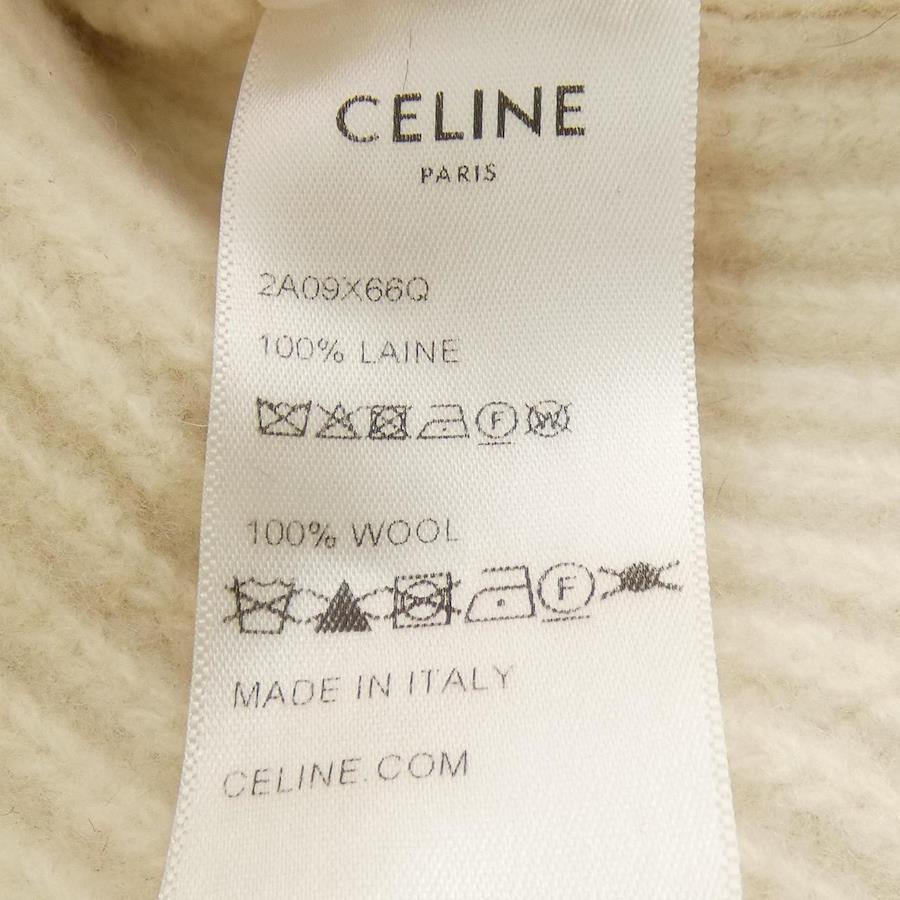 CELINE
PARIS
2A09X66Q
100% LAINE
F W
100% WOOL
F
MADE IN ITALY
CELINE.COM